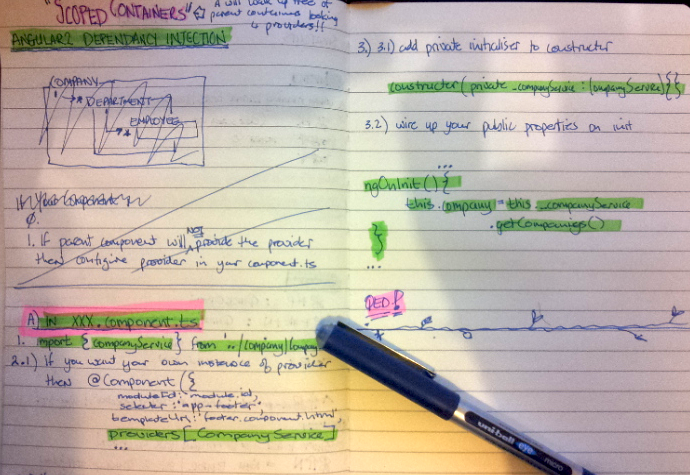 "SCOPED CONTAINERS"
A will look up tree of
parent containers looking
for providers!!
ANGULAR2 DEPENDANCY INJECTION
COMPANY
DEPARTMENT
EMPLOYEE
If Your Component
0.
1. If parent component will NOT provide the provider
then configure provider in your component.ts
A) IN XXX.component.ts
1. import { companyService } from '../company/company
2.1) If you want your own instance of provider
then @Component({
moduleId: module.id,
selector: 'app-footer',
templateUrl: 'footer.component.html',
providers [ CompanyService ]
...
3.) 3.1) add private initialiser to constructor
constructor(private _companyService : CompanyService) { }
3.2) wire up your public properties on init
...
ngOnInit() {
this.company = this._companyService
.getCompanies()
}
...
QED.!
uni-ball eye
micro